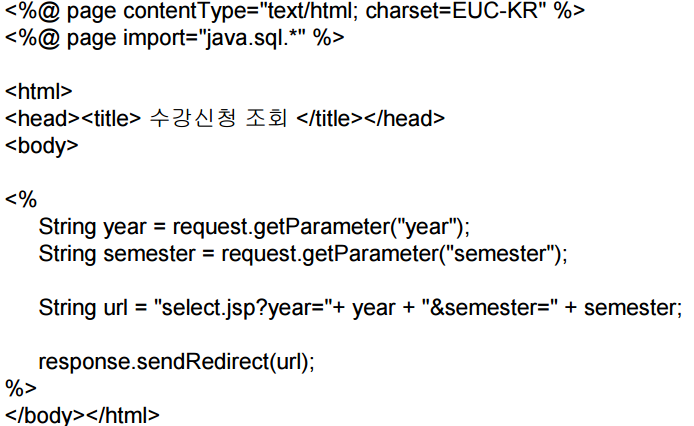 <%@ page contentType="text/html; charset=EUC-KR" %>
<%@ page import="java.sql.*" %>
<html>
<head><title> 수강신청 조회 </title></head>
<body>
<%
String year = request.getParameter("year");
String semester = request.getParameter("semester");
String url = "select.jsp?year="+ year + "&semester=" + semester;
response.sendRedirect(url);
%>
</body></html>